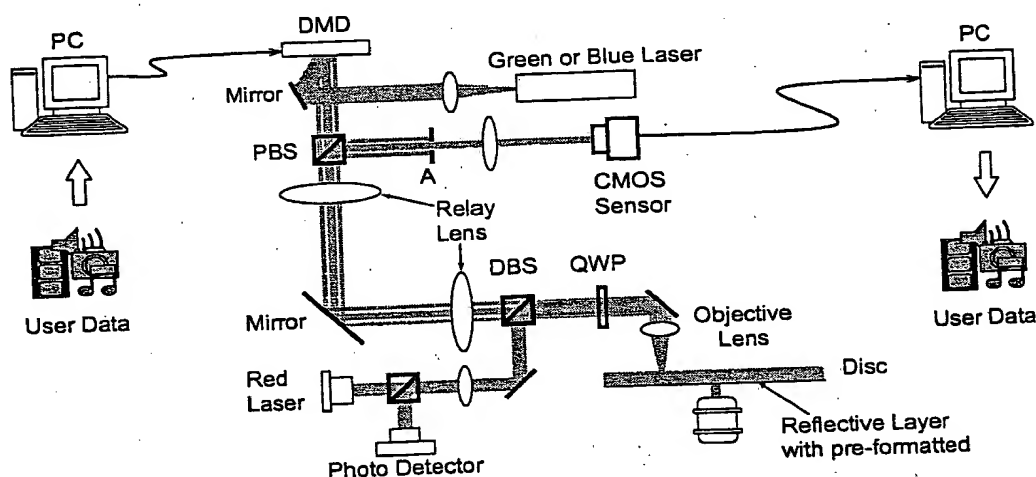 DMD
PC
PC
Green or Blue Laser
Mirror
PBS
A
CMOS
Sensor
Relay
Lens
DBS
QWP
User Data
User Data
Mirror
Objective
Lens
Disc
Red
Laser
Reflective Layer
with pre-formatted
Photo Detector